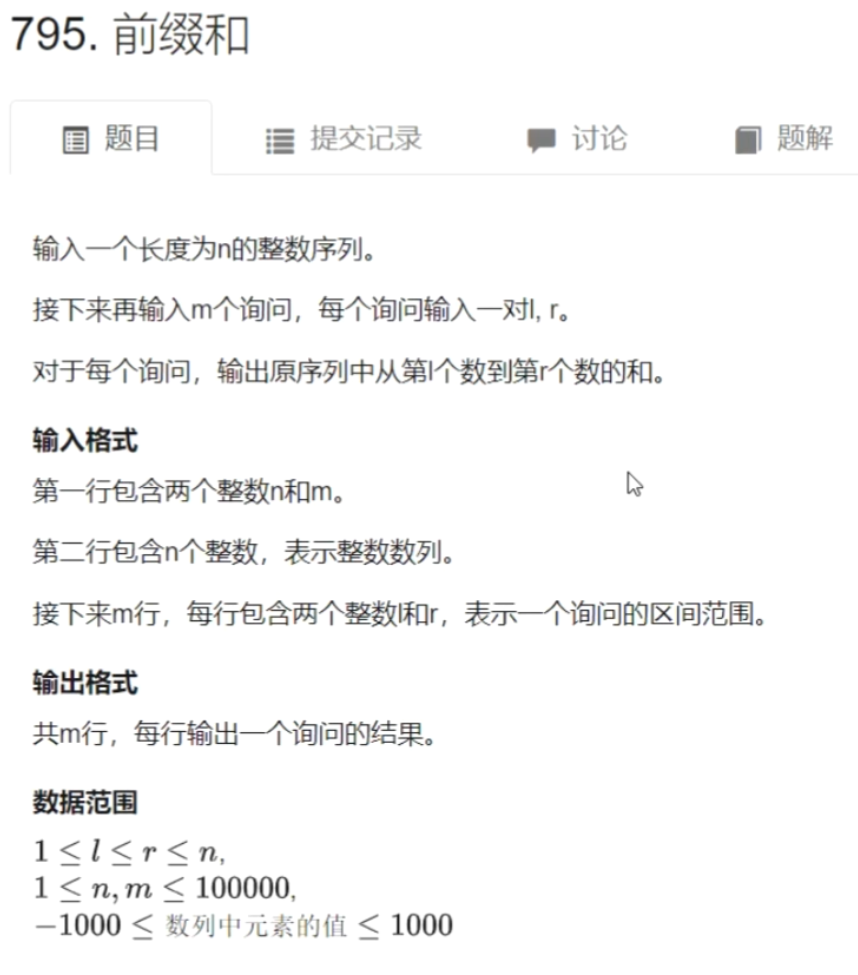 795. 前缀和
题目 提交记录 讨论 题解
输入一个长度为n的整数序列。
接下来再输入m个询问，每个询问输入一对l, r。
对于每个询问，输出原序列中从第l个数到第r个数的和。
输入格式
第一行包含两个整数n和m。
第二行包含n个整数，表示整数数列。
接下来m行，每行包含两个整数l和r，表示一个询问的区间范围。
输出格式
共m行，每行输出一个询问的结果。
数据范围
1 ≤ l ≤ r ≤ n,
1 ≤ n, m ≤ 100000,
−1000 ≤ 数列中元素的值 ≤ 1000